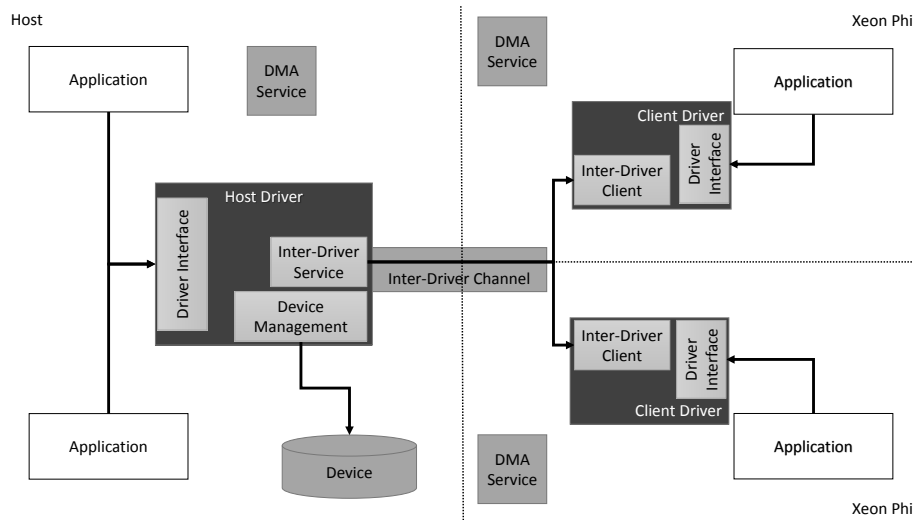 Host
Xeon Phi
Application
DMA
Service
DMA
Service
Application
Client Driver
Inter-Driver
Client
Driver
Interface
Host Driver
Driver Interface
Inter-Driver
Service
Inter-Driver Channel
Device
Management
Inter-Driver
Client
Driver
Interface
Client Driver
Application
Device
DMA
Service
Application
Xeon Phi